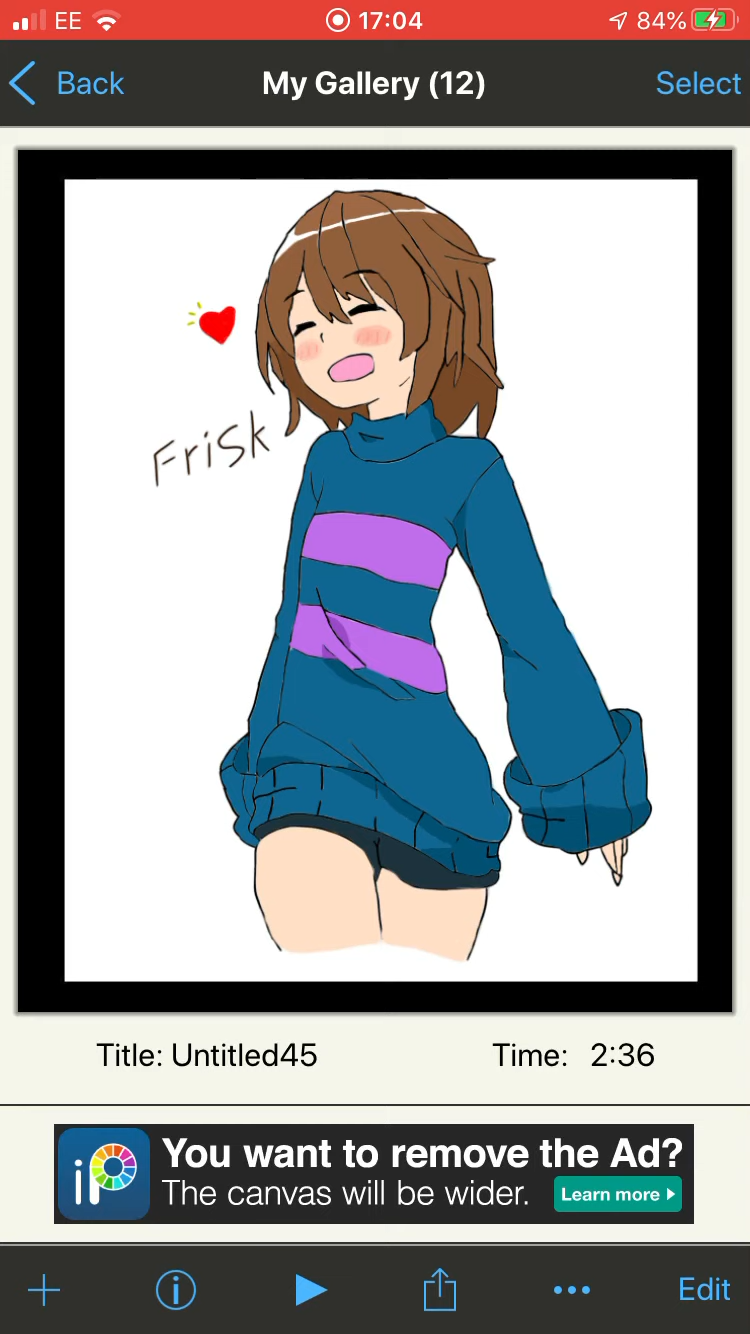 EE 17:04 84%
Back My Gallery (12) Select
Frisk
Title: Untitled45 Time: 2:36
iP You want to remove the Ad?
The canvas will be wider. Learn more
Edit